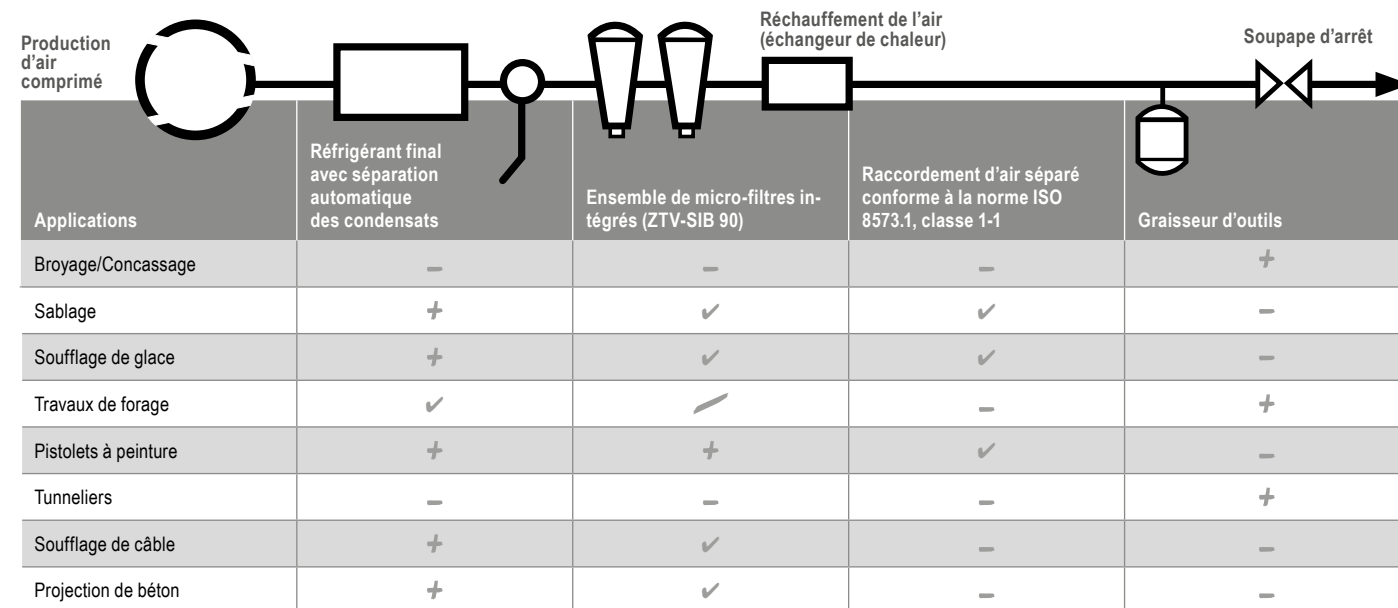 Production
d'air
comprimé
Réchauffement de l'air
(échangeur de chaleur)
Soupape d'arrêt
Applications
Réfrigérant final
avec séparation
automatique
des condensats
Ensemble de micro-filtres in-
tégrés (ZTV-SIB 90)
Raccordement d'air séparé
conforme à la norme ISO
8573.1, classe 1-1
Graisseur d'outils
Broyage/Concassage – – – +
Sablage + ✔ ✔ –
Soufflage de glace + ✔ ✔ –
Travaux de forage ✔ – – +
Pistolets à peinture + + ✔ –
Tunneliers – – – +
Soufflage de câble + ✔ – –
Projection de béton + ✔ – –